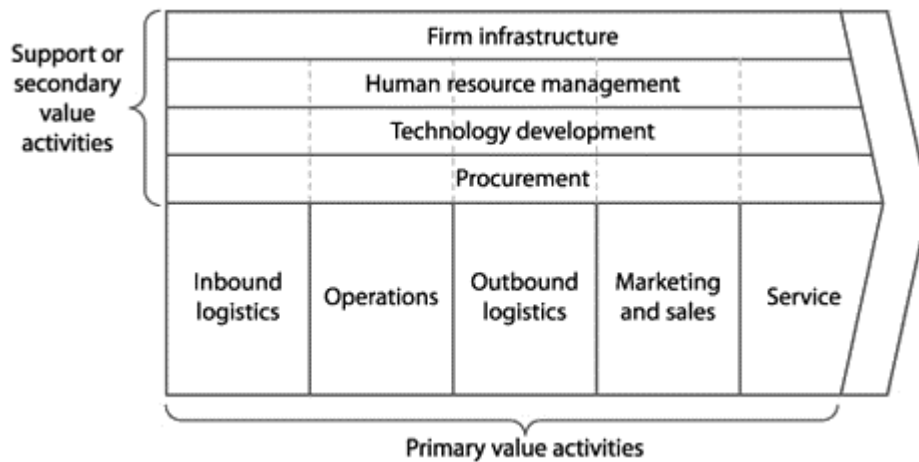 Firm infrastructure
Support or
secondary
value
activities
Human resource management
Technology development
Procurement
Inbound
logistics
Operations
Outbound
logistics
Marketing
and sales
Service
Primary value activities